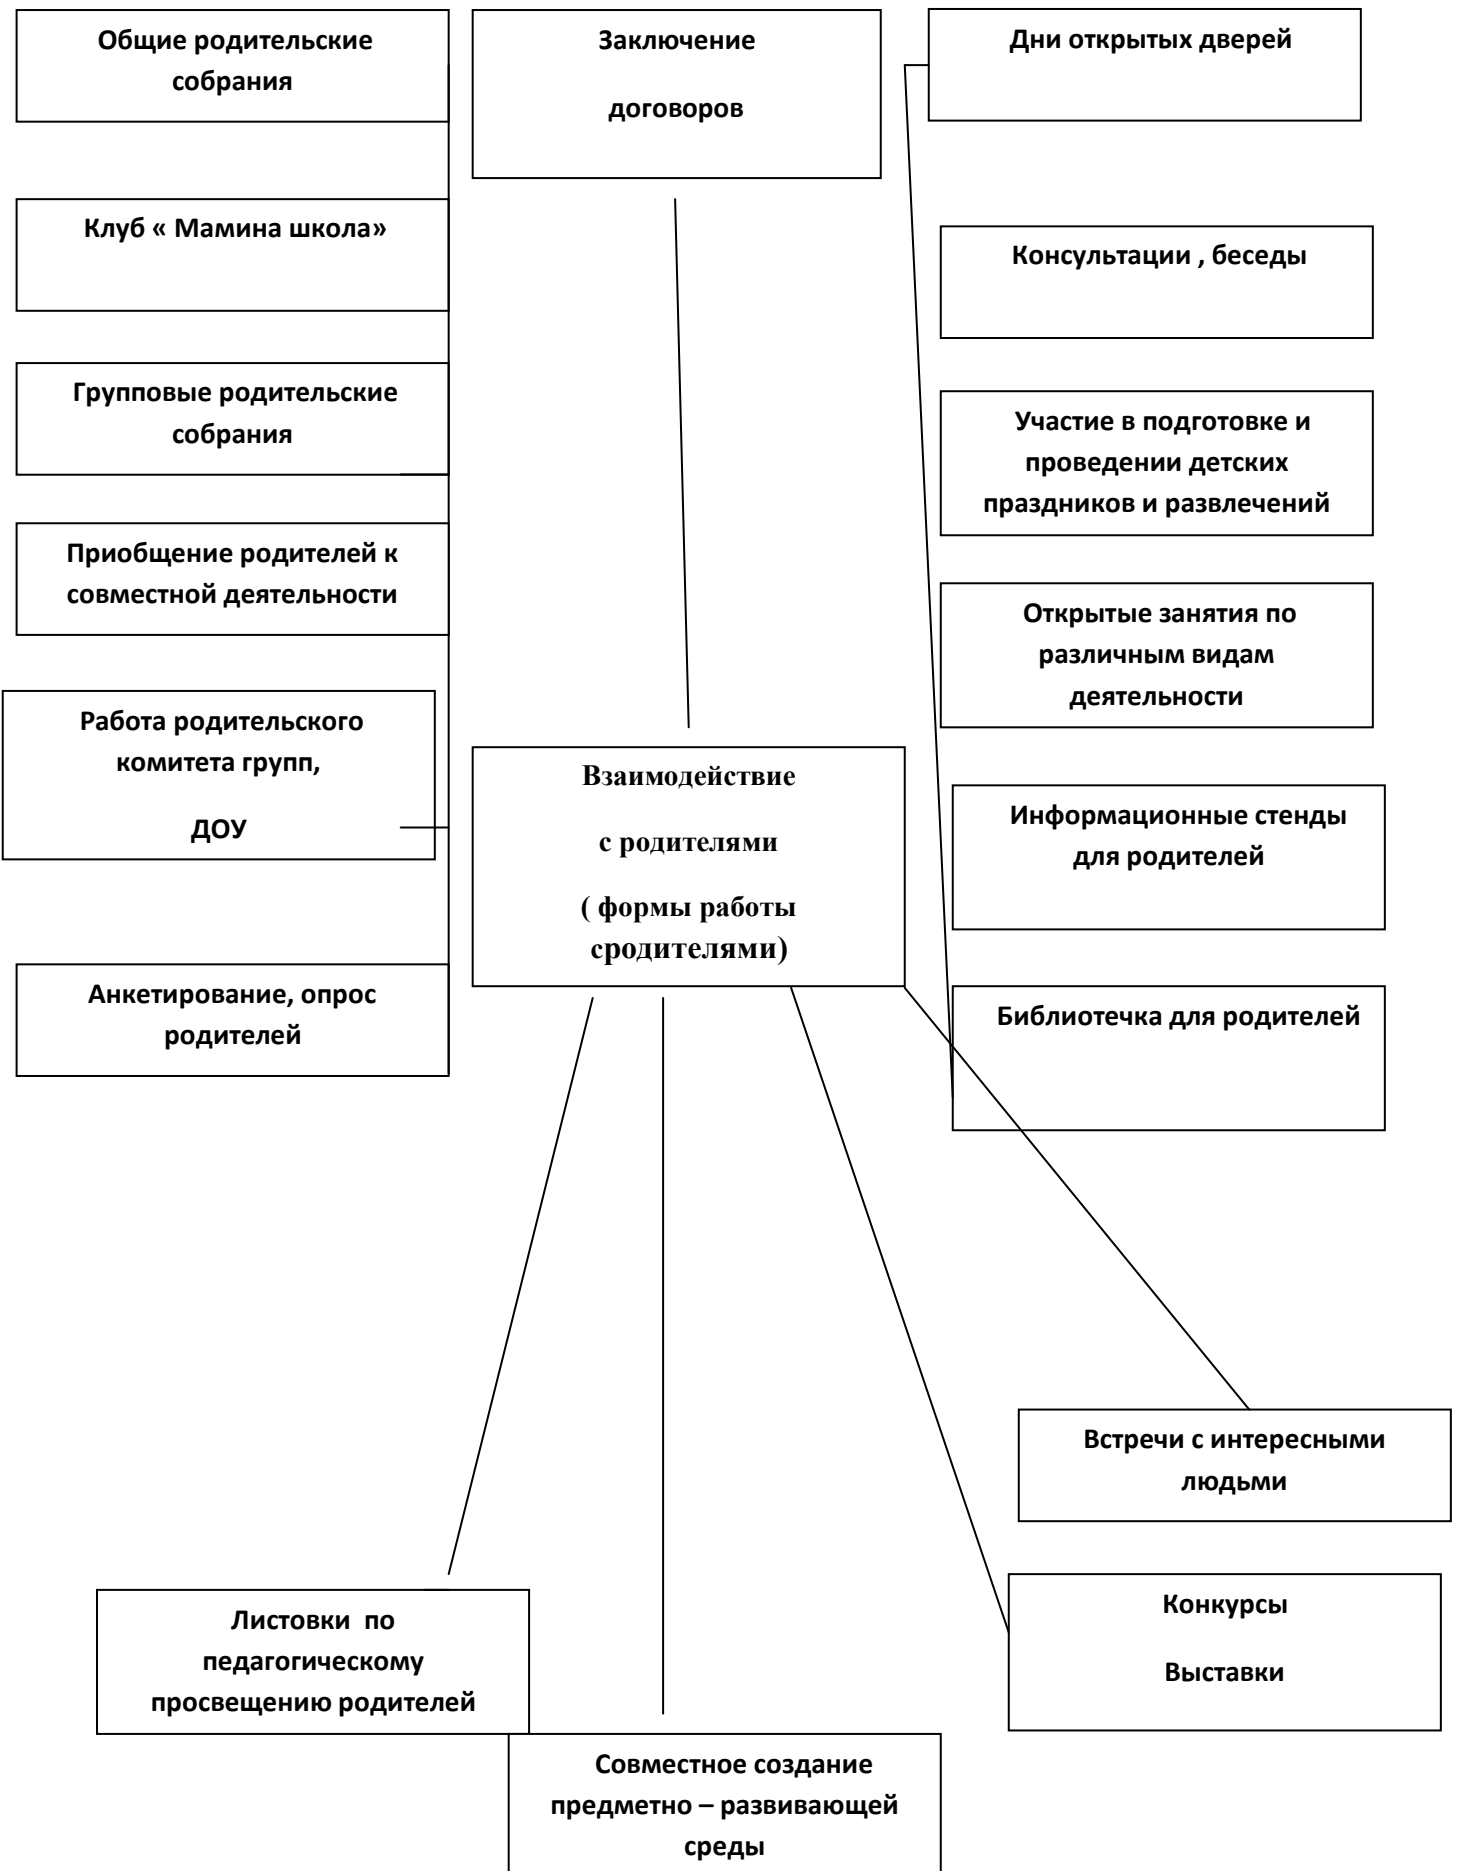 Общие родительские
собрания
Заключение
договоров
Дни открытых дверей
Клуб « Мамина школа»
Консультации , беседы
Групповые родительские
собрания
Участие в подготовке и
проведении детских
праздников и развлечений
Приобщение родителей к
совместной деятельности
Открытые занятия по
различным видам
деятельности
Работа родительского
комитета групп,
ДОУ
Взаимодействие
с родителями
( формы работы
сродителями)
Информационные стенды
для родителей
Анкетирование, опрос
родителей
Библиотечка для родителей
Встречи с интересными
людьми
Листовки по
педагогическому
просвещению родителей
Конкурсы
Выставки
Совместное создание
предметно – развивающей
среды